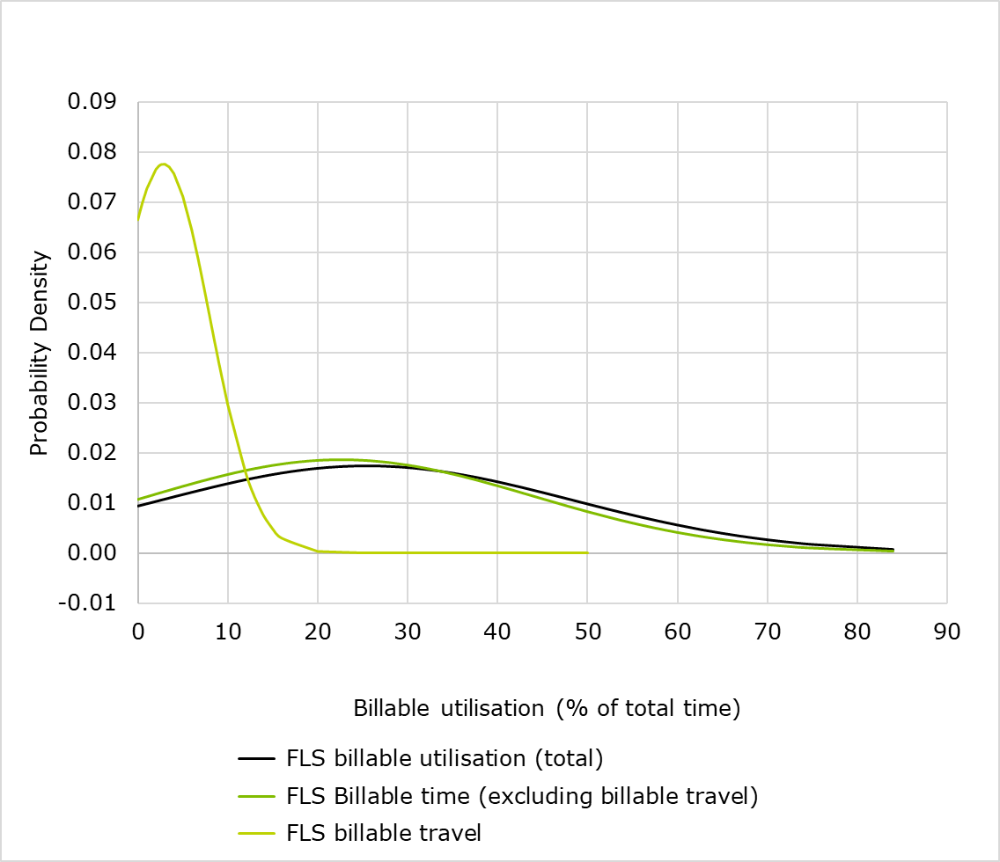 0.09
0.08
0.07
0.06
0.05
0.04
0.03
0.02
0.01
0.00
-0.01
Probability Density
0 10 20 30 40 50 60 70 80 90
Billable utilisation (% of total time)
FLS billable utilisation (total)
FLS Billable time (excluding billable travel)
FLS billable travel